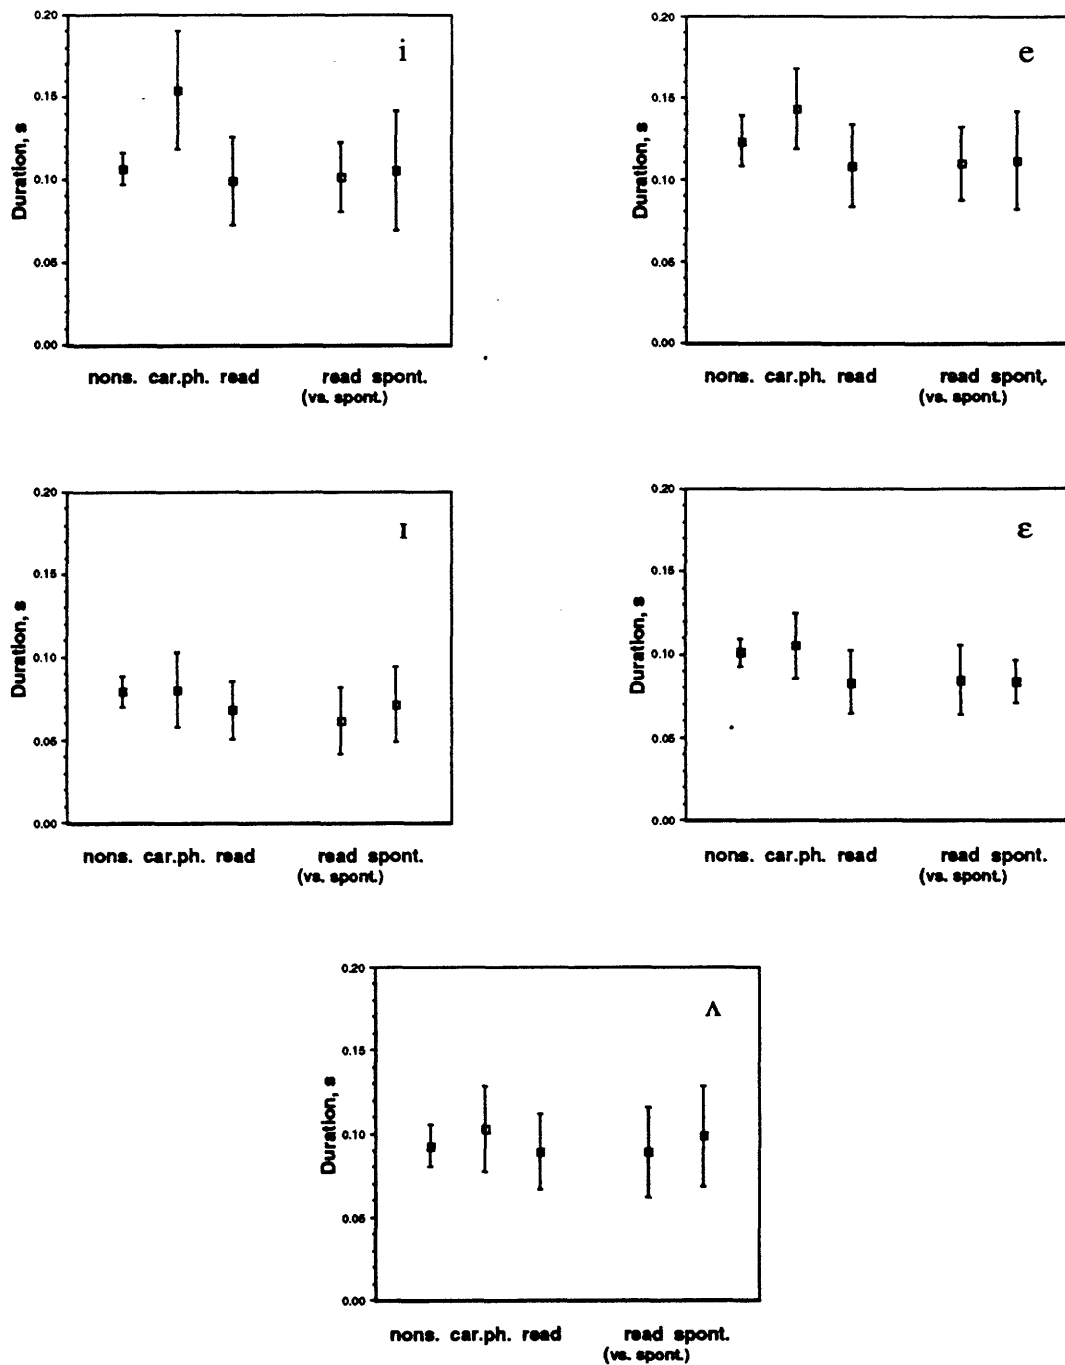 0.20
i
0.15
Duration, s
0.10
0.05
0.00
nons. car.ph. read read spont.
(vs. spont.)
0.20
e
0.15
Duration, s
0.10
0.05
0.00
nons. car.ph. read read spont.
(vs. spont.)
0.20
ɪ
0.15
Duration, s
0.10
0.05
0.00
nons. car.ph. read read spont.
(vs. spont.)
0.20
ɛ
0.15
Duration, s
0.10
0.05
0.00
nons. car.ph. read read spont.
(vs. spont.)
0.20
ʌ
0.15
Duration, s
0.10
0.05
0.00
nons. car.ph. read read spont.
(vs. spont.)